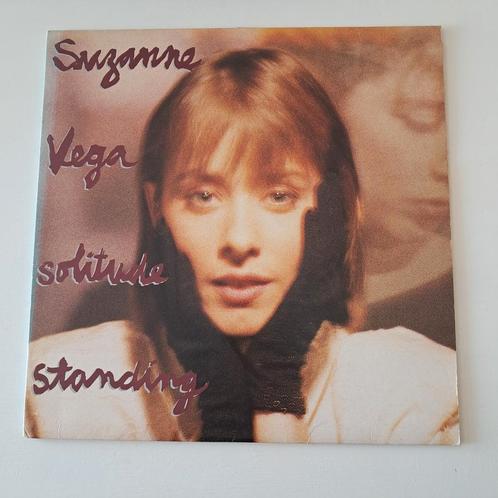 Suzanne
Vega
solitude
standing